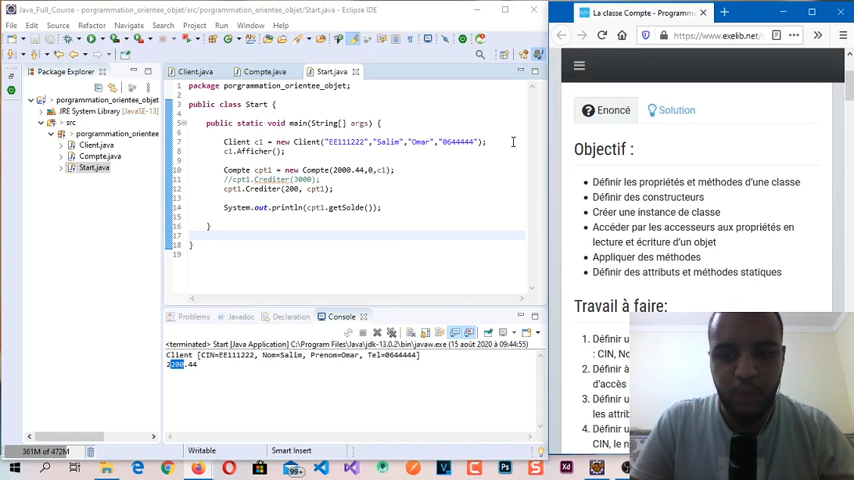 Java_Full_Course - porgrammation_orientee_objet/src/porgrammation_orientee_objet/Start.java - Eclipse IDE
File Edit Source Refactor Navigate Search Project Run Window Help
Package Explorer
porgrammation_orientee_objet
JRE System Library [JavaSE-13]
src
porgrammation_orientee
Client.java
Compte.java
Start.java
Client.java Compte.java Start.java
1 package porgrammation_orientee_objet;
2
3 public class Start {
4
5 public static void main(String[] args) {
6
7 Client c1 = new Client("EE111222","Salim","Omar","0644444");
8 c1.Afficher();
9
10 Compte cpt1 = new Compte(2000.44,0,c1);
11 //cpt1.Crediter(3000);
12 cpt1.Crediter(200, cpt1);
13
14 System.out.println(cpt1.getSolde());
15
16 }
17
18 }
19
Problems Javadoc Declaration Console
<terminated> Start [Java Application] C:\Program Files\Java\jdk-13.0.2\bin\javaw.exe (15 août 2020 à 09:44:55)
Client [CIN=EE111222, Nom=Salim, Prenom=Omar, Tel=0644444]
2200.44
361M of 472M
Writable Smart Insert
99+
La classe Compte - Programm
https://www.exelib.net/o
Enoncé Solution
Objectif :
Définir les propriétés et méthodes d'une classe
Définir des constructeurs
Créer une instance de classe
Accéder par les accesseurs aux propriétés en
lecture et écriture d'un objet
Appliquer des méthodes
Définir des attributs et méthodes statiques
Travail à faire:
1. Définir u
: CIN, No
2. Définir à
d'accès
3. Définir u
les attrib
4. Définir
CIN, le